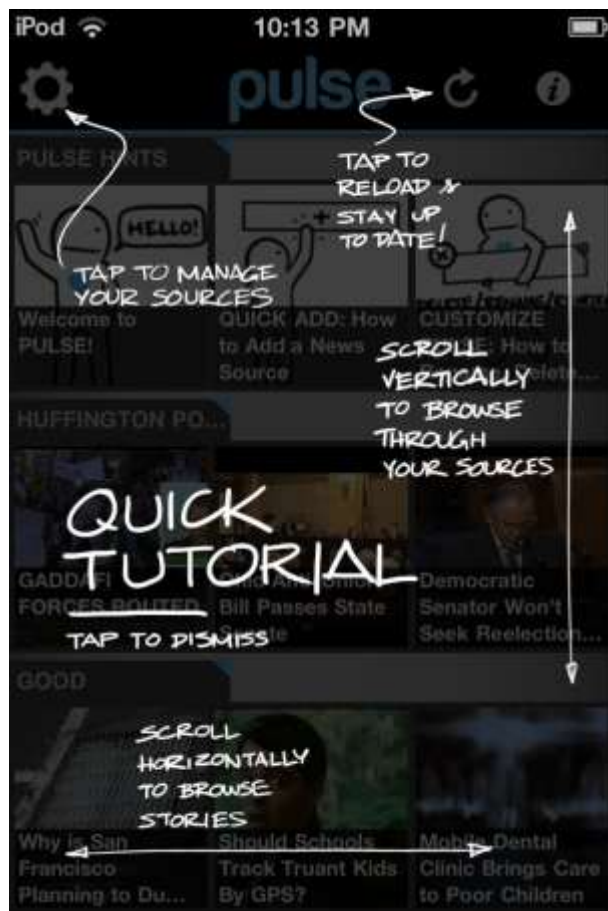 iPod 10:13 PM
pulse
TAP TO
RELOAD &
STAY UP
TO DATE!
PULSE HINTS
HELLO!
TAP TO MANAGE
YOUR SOURCES
Welcome to
PULSE!
QUICK ADD: How
to Add a News
Source
CUSTOMIZE
How to
SCROLL
VERTICALLY
TO BROWSE
THROUGH
YOUR SOURCES
HUFFINGTON PO...
QUICK
TUTORIAL
TAP TO DISMISS
GADDAFI
FORCES ROUTED
Bill Passes State
Democratic
Senator Won't
Seek Reelection...
GOOD
SCROLL
HORIZONTALLY
TO BROWSE
STORIES
Why is San
Francisco
Planning to Du...
Should Schools
Track Truant Kids
By GPS?
Mobile Dental
Clinic Brings Care
to Poor Children